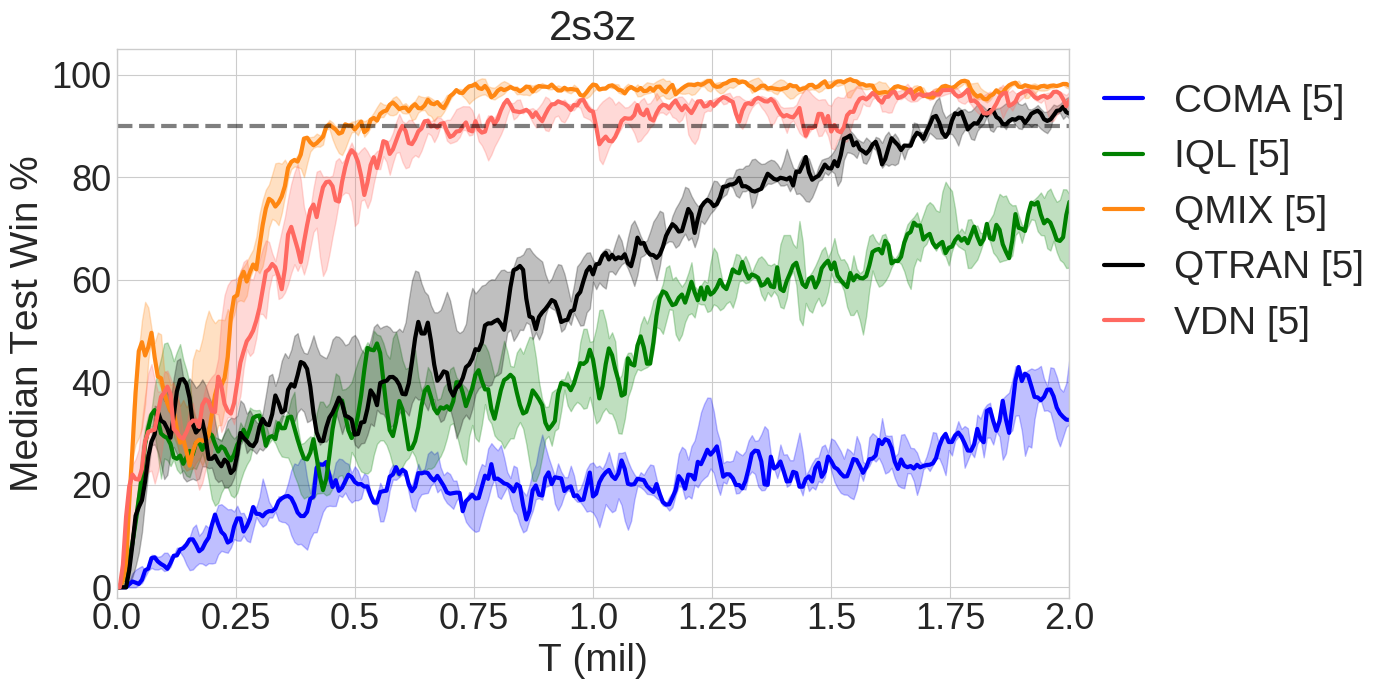 2s3z
Median Test Win %
100
80
60
40
20
0
0.0 0.25 0.5 0.75 1.0 1.25 1.5 1.75 2.0
T (mil)
COMA [5]
IQL [5]
QMIX [5]
QTRAN [5]
VDN [5]